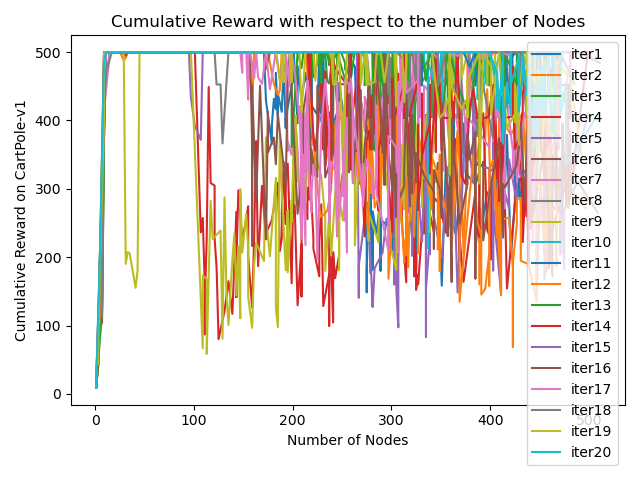 Cumulative Reward with respect to the number of Nodes
Cumulative Reward on CartPole-v1
500
400
300
200
100
0
0
100
200
300
400
500
Number of Nodes
iter1
iter2
iter3
iter4
iter5
iter6
iter7
iter8
iter9
iter10
iter11
iter12
iter13
iter14
iter15
iter16
iter17
iter18
iter19
iter20